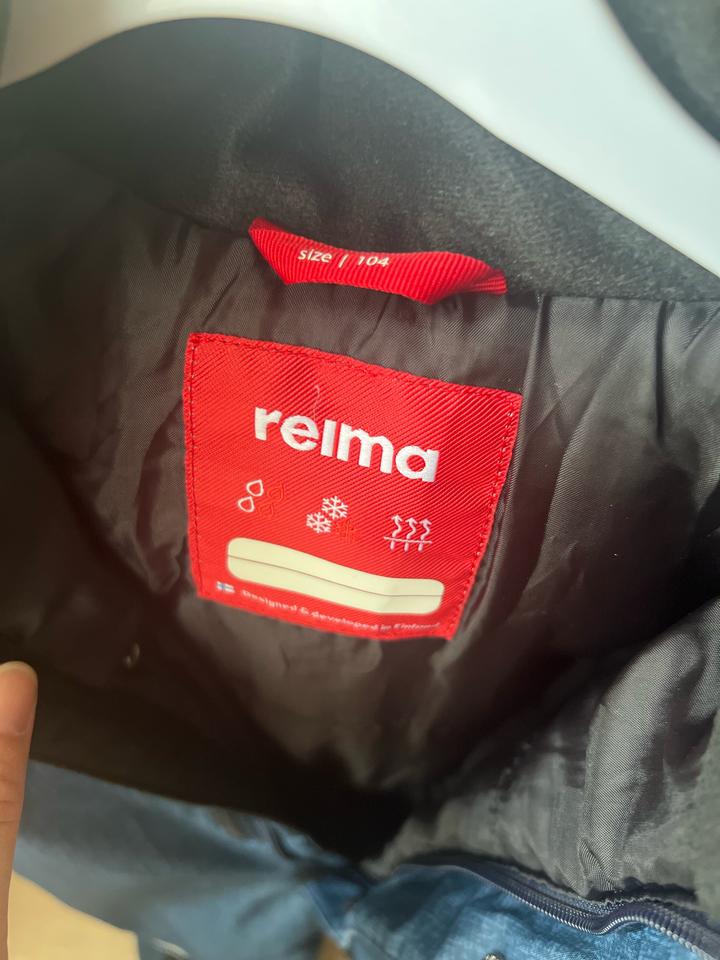 size / 104
reima
Designed & developed in Finland